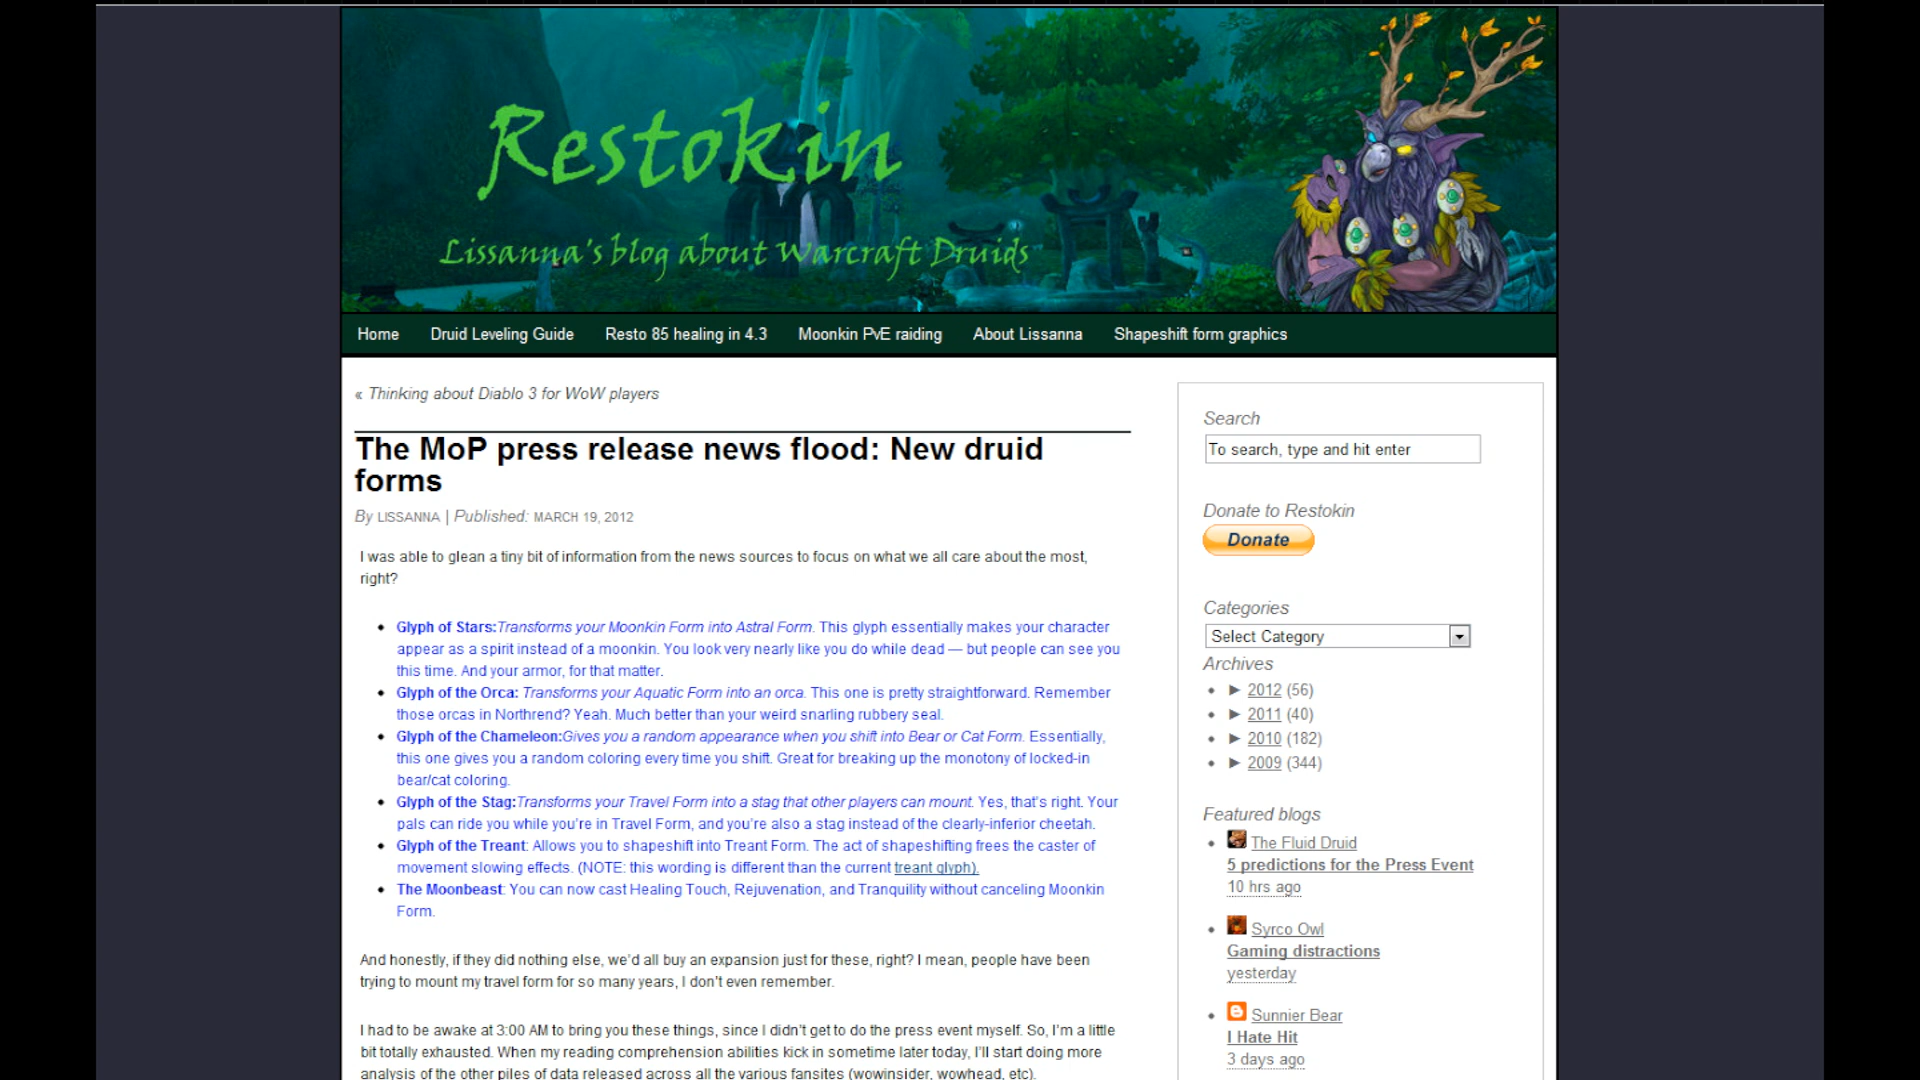 Restokin
Lissanna's blog about Warcraft Druids
Home Druid Leveling Guide Resto 85 healing in 4.3 Moonkin PvE raiding About Lissanna Shapeshift form graphics
« Thinking about Diablo 3 for WoW players
The MoP press release news flood: New druid
forms
By LISSANNA | Published: MARCH 19, 2012
I was able to glean a tiny bit of information from the news sources to focus on what we all care about the most,
right?
• Glyph of Stars:Transforms your Moonkin Form into Astral Form. This glyph essentially makes your character
appear as a spirit instead of a moonkin. You look very nearly like you do while dead — but people can see you
this time. And your armor, for that matter.
• Glyph of the Orca: Transforms your Aquatic Form into an orca. This one is pretty straightforward. Remember
those orcas in Northrend? Yeah. Much better than your weird snarling rubbery seal.
• Glyph of the Chameleon:Gives you a random appearance when you shift into Bear or Cat Form. Essentially,
this one gives you a random coloring every time you shift. Great for breaking up the monotony of locked-in
bear/cat coloring.
• Glyph of the Stag:Transforms your Travel Form into a stag that other players can mount. Yes, that's right. Your
pals can ride you while you're in Travel Form, and you're also a stag instead of the clearly-inferior cheetah.
• Glyph of the Treant: Allows you to shapeshift into Treant Form. The act of shapeshifting frees the caster of
movement slowing effects. (NOTE: this wording is different than the current treant glyph).
• The Moonbeast: You can now cast Healing Touch, Rejuvenation, and Tranquility without canceling Moonkin
Form.
And honestly, if they did nothing else, we'd all buy an expansion just for these, right? I mean, people have been
trying to mount my travel form for so many years, I don't even remember.
I had to be awake at 3:00 AM to bring you these things, since I didn't get to do the press event myself. So, I'm a little
bit totally exhausted. When my reading comprehension abilities kick in sometime later today, I'll start doing more
analysis of the other piles of data released across all the various fansites (wowinsider, wowhead, etc).
Search
To search, type and hit enter
Donate to Restokin
Donate
Categories
Select Category
Archives
• ► 2012 (56)
• ► 2011 (40)
• ► 2010 (182)
• ► 2009 (344)
Featured blogs
• The Fluid Druid
5 predictions for the Press Event
10 hrs ago
• Syrco Owl
Gaming distractions
yesterday
• Sunnier Bear
I Hate Hit
3 days ago